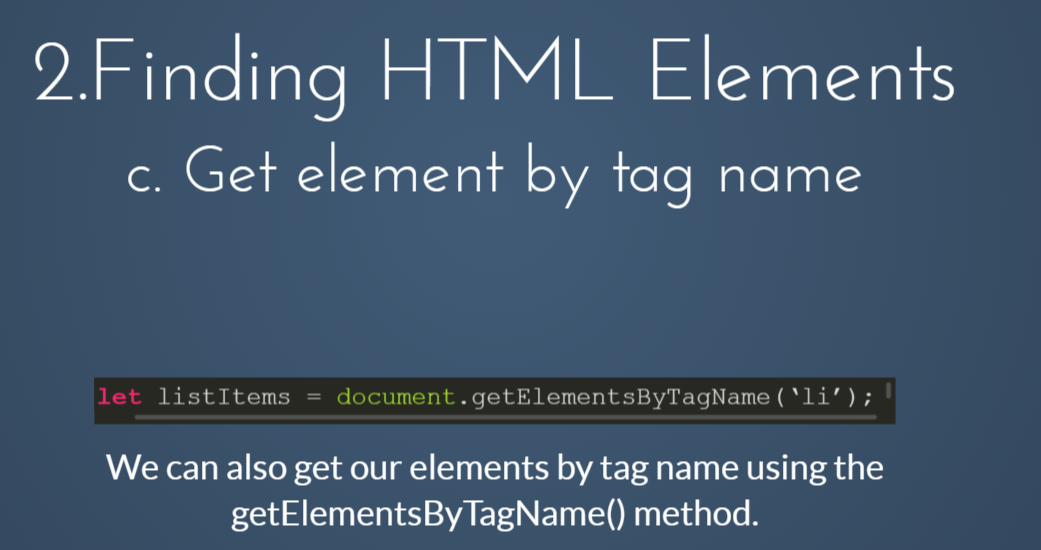 2.Finding HTML Elements
c. Get element by tag name
let listItems = document.getElementsByTagName(‘li’);
We can also get our elements by tag name using the
getElementsByTagName() method.